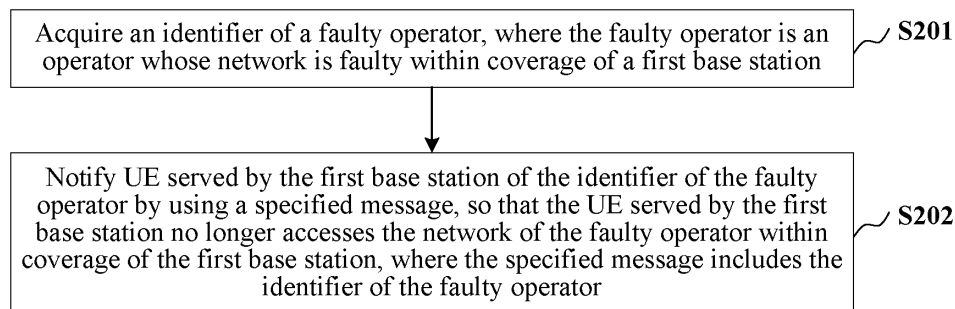 Acquire an identifier of a faulty operator, where the faulty operator is an
operator whose network is faulty within coverage of a first base station
S201
Notify UE served by the first base station of the identifier of the faulty
operator by using a specified message, so that the UE served by the first
base station no longer accesses the network of the faulty operator within
coverage of the first base station, where the specified message includes the
identifier of the faulty operator
S202